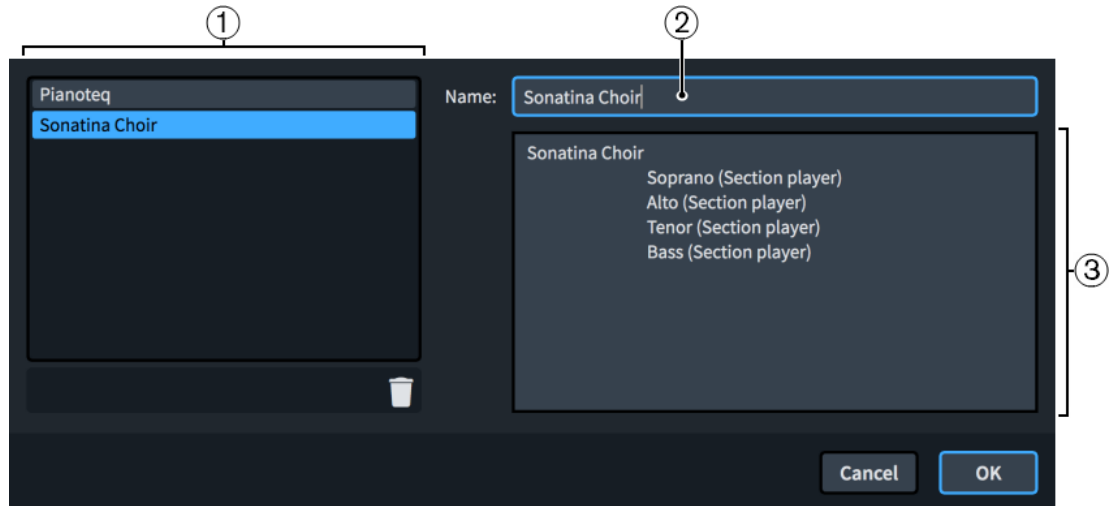 ①
②
Pianoteq
Sonatina Choir
Name:
Sonatina Choir
Sonatina Choir
Soprano (Section player)
Alto (Section player)
Tenor (Section player)
Bass (Section player)
③
Cancel
OK